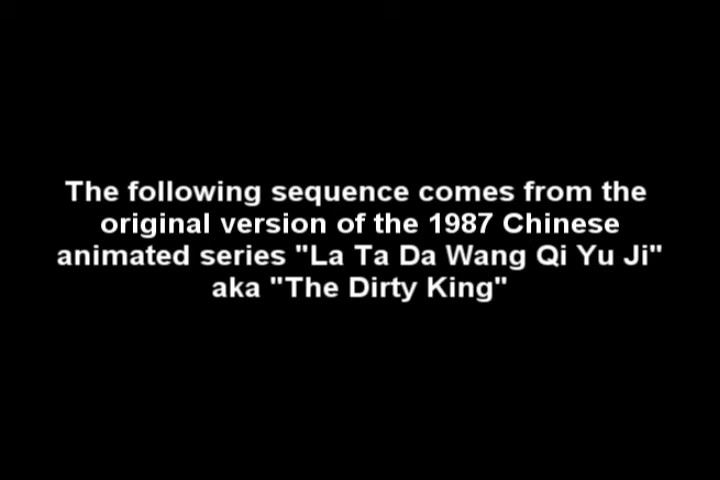 The following sequence comes from the
original version of the 1987 Chinese
animated series "La Ta Da Wang Qi Yu Ji"
aka "The Dirty King"